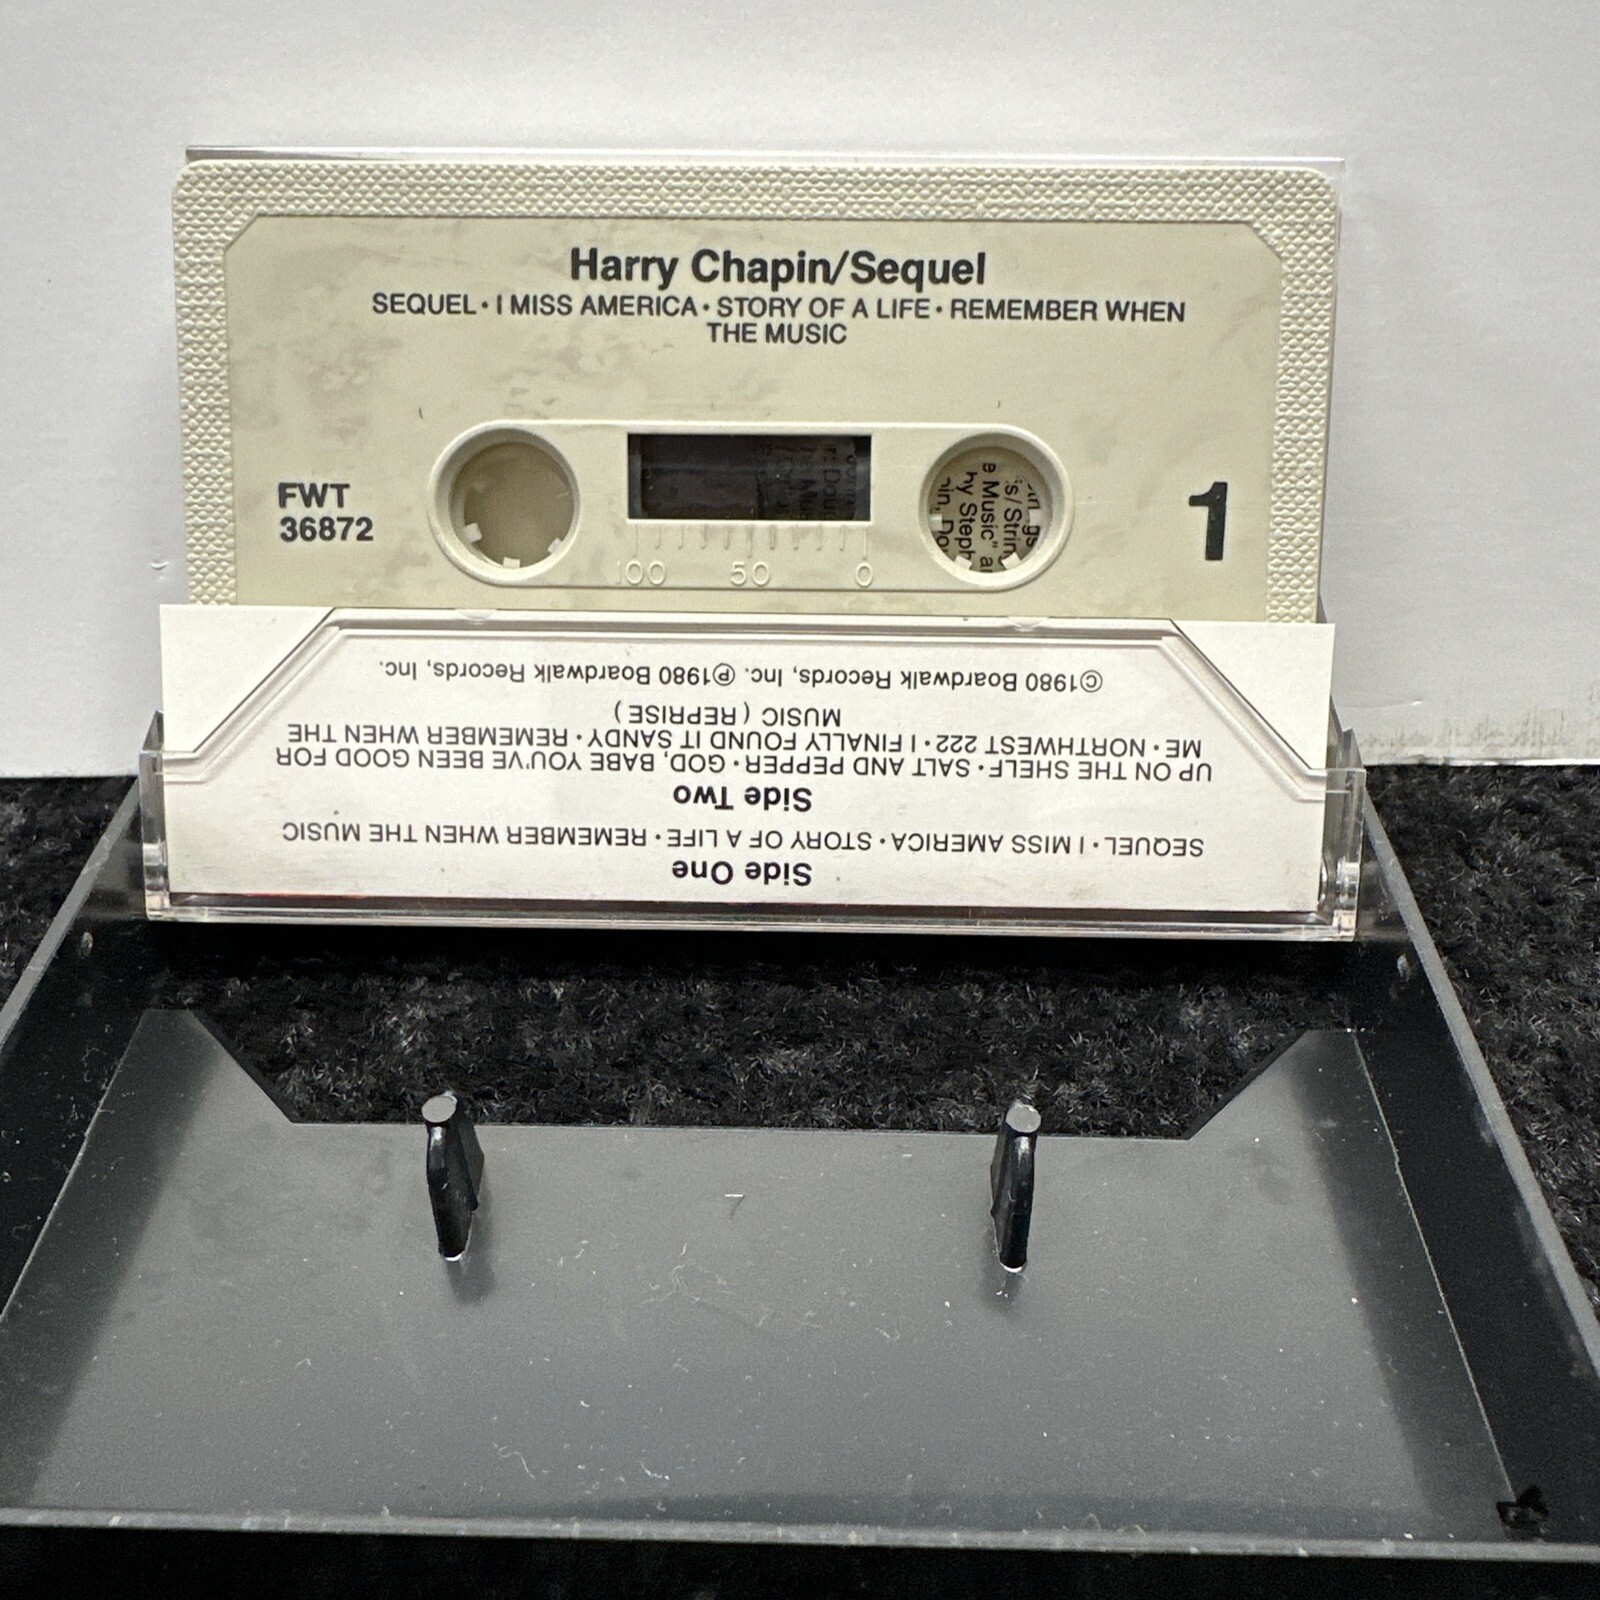 Harry Chapin/Sequel
SEQUEL • I MISS AMERICA • STORY OF A LIFE • REMEMBER WHEN
THE MUSIC
FWT
36872
1
100 50 0
Side One
SEQUEL • I MISS AMERICA • STORY OF A LIFE • REMEMBER WHEN THE MUSIC
Side Two
UP ON THE SHELF • SALT AND PEPPER • GOD, BABE YOU'VE BEEN GOOD FOR
ME • NORTHWEST 222 • I FINALLY FOUND IT SANDY • REMEMBER WHEN THE
MUSIC ( REPRISE )
©1980 Boardwalk Records, Inc. ℗1980 Boardwalk Records, Inc.
7